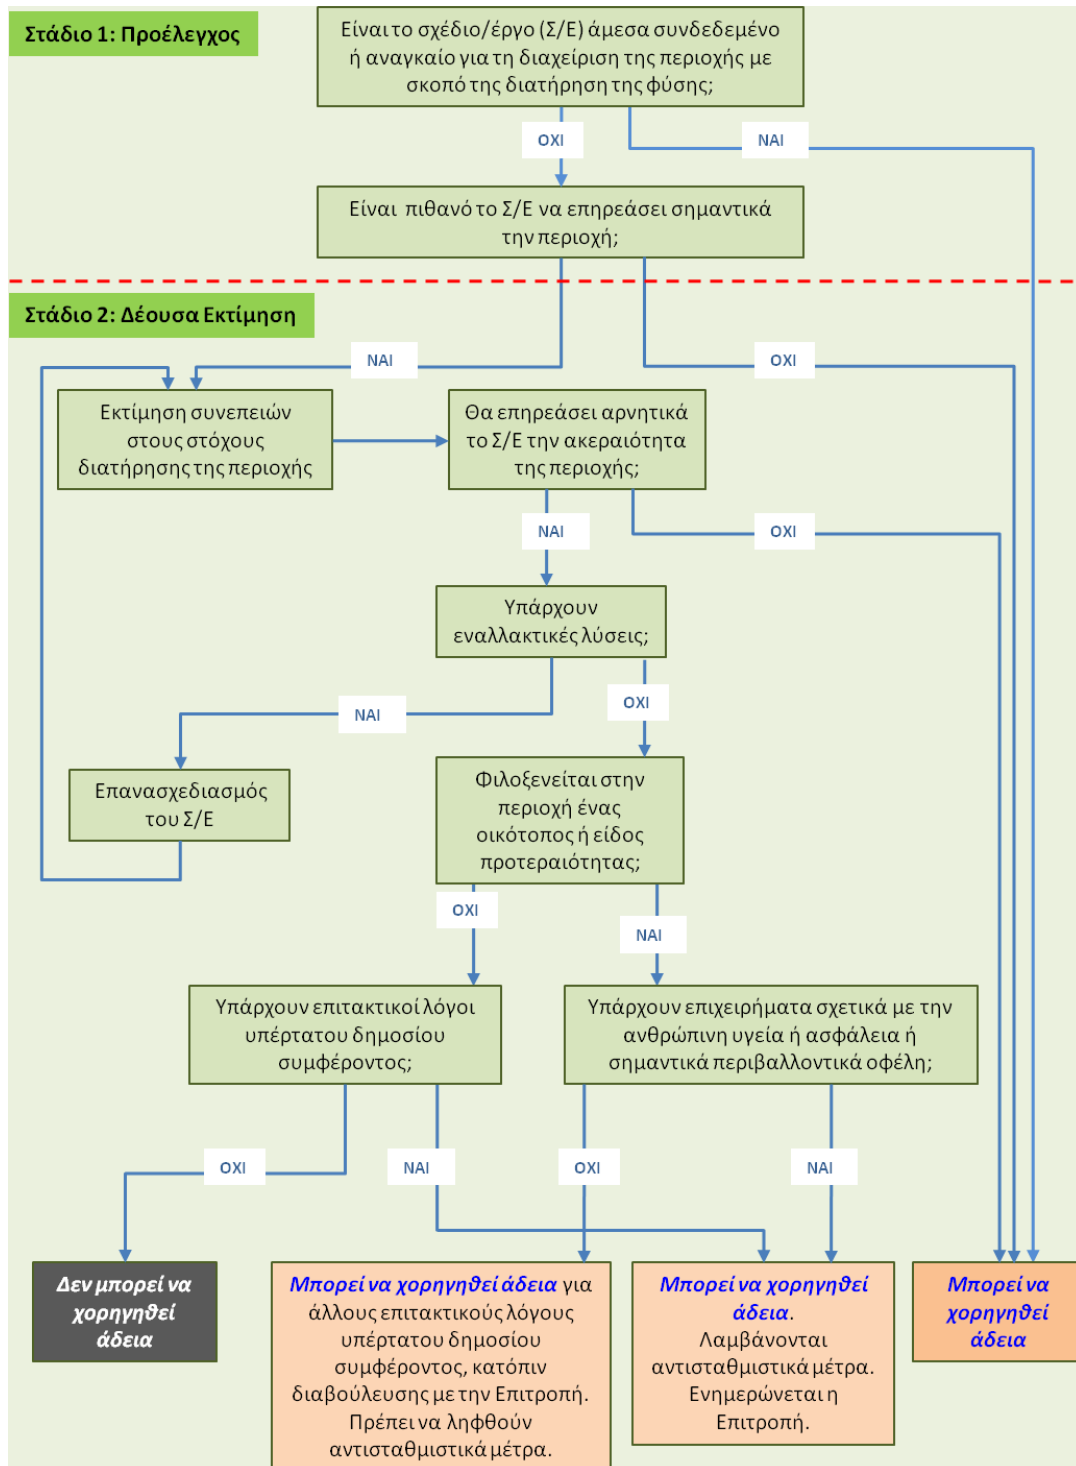 Στάδιο 1: Προέλεγχος
Είναι το σχέδιο/έργο (Σ/Ε) άμεσα συνδεδεμένο
ή αναγκαίο για τη διαχείριση της περιοχής με
σκοπό της διατήρηση της φύσης;
ΟΧΙ
ΝΑΙ
Είναι πιθανό το Σ/Ε να επηρεάσει σημαντικά
την περιοχή;
Στάδιο 2: Δέουσα Εκτίμηση
ΝΑΙ
ΟΧΙ
Εκτίμηση συνεπειών
στους στόχους
διατήρησης της περιοχής
Θα επηρεάσει αρνητικά
το Σ/Ε την ακεραιότητα
της περιοχής;
ΝΑΙ
ΟΧΙ
Υπάρχουν
εναλλακτικές λύσεις;
ΝΑΙ
ΟΧΙ
Επανασχεδιασμός
του Σ/Ε
Φιλοξενείται στην
περιοχή ένας
οικότοπος ή είδος
προτεραιότητας;
ΟΧΙ
ΝΑΙ
Υπάρχουν επιτακτικοί λόγοι
υπέρτατου δημοσίου
συμφέροντος;
Υπάρχουν επιχειρήματα σχετικά με την
ανθρώπινη υγεία ή ασφάλεια ή
σημαντικά περιβαλλοντικά οφέλη;
ΟΧΙ
ΝΑΙ
ΟΧΙ
ΝΑΙ
Δεν μπορεί να
χορηγηθεί
άδεια
Μπορεί να χορηγηθεί άδεια για
άλλους επιτακτικούς λόγους
υπέρτατου δημοσίου
συμφέροντος, κατόπιν
διαβούλευσης με την Επιτροπή.
Πρέπει να ληφθούν
αντισταθμιστικά μέτρα.
Μπορεί να χορηγηθεί
άδεια.
Λαμβάνονται
αντισταθμιστικά μέτρα.
Ενημερώνεται η
Επιτροπή.
Μπορεί να
χορηγηθεί
άδεια